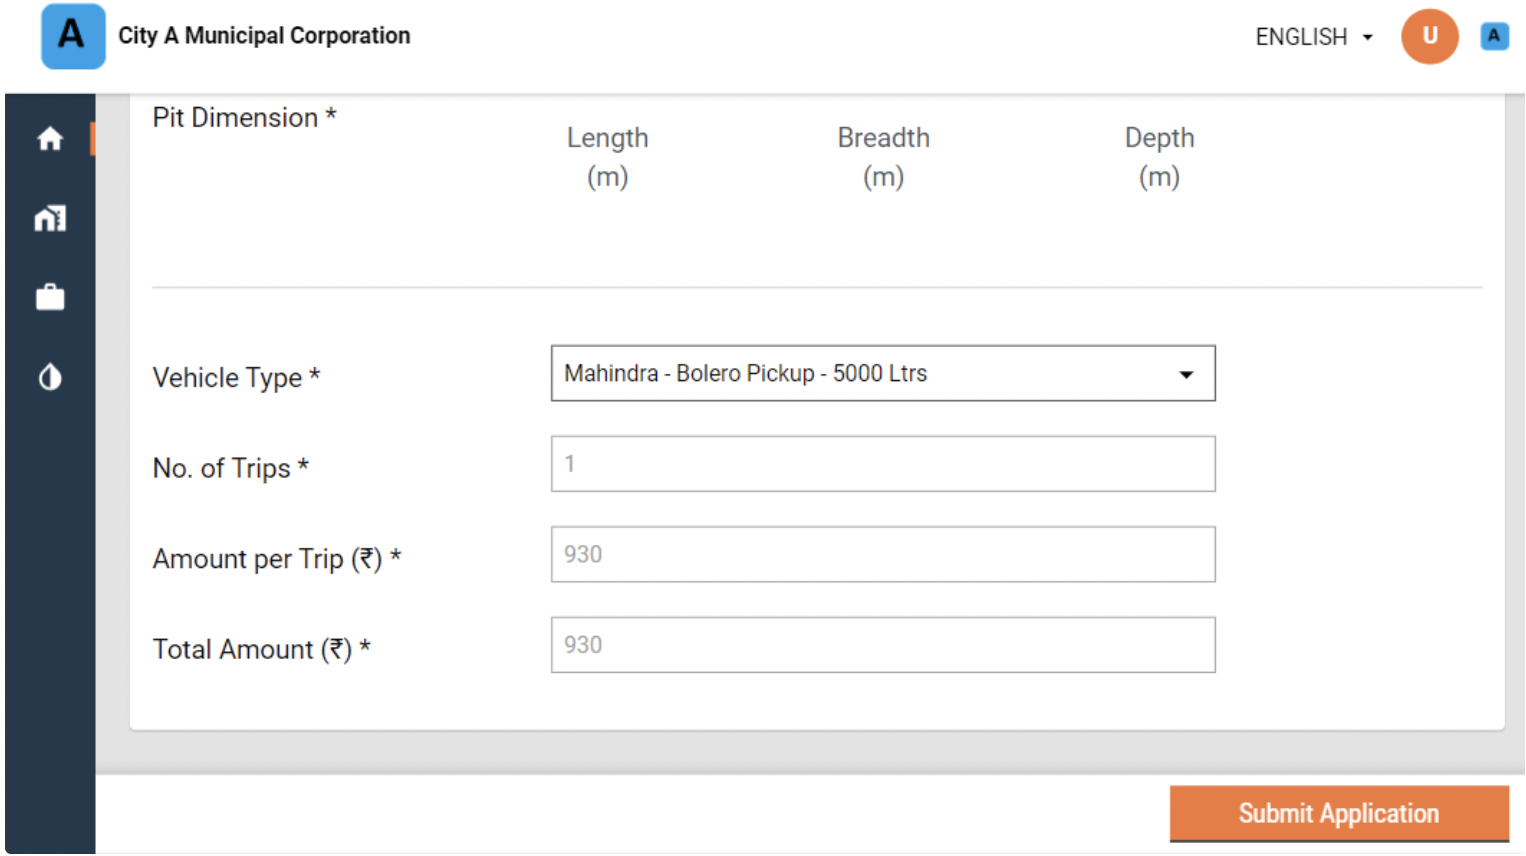 A City A Municipal Corporation ENGLISH U A
Pit Dimension *
Length Breadth Depth
(m) (m) (m)
Vehicle Type * Mahindra - Bolero Pickup - 5000 Ltrs
No. of Trips * 1
Amount per Trip (₹) * 930
Total Amount (₹) * 930
Submit Application